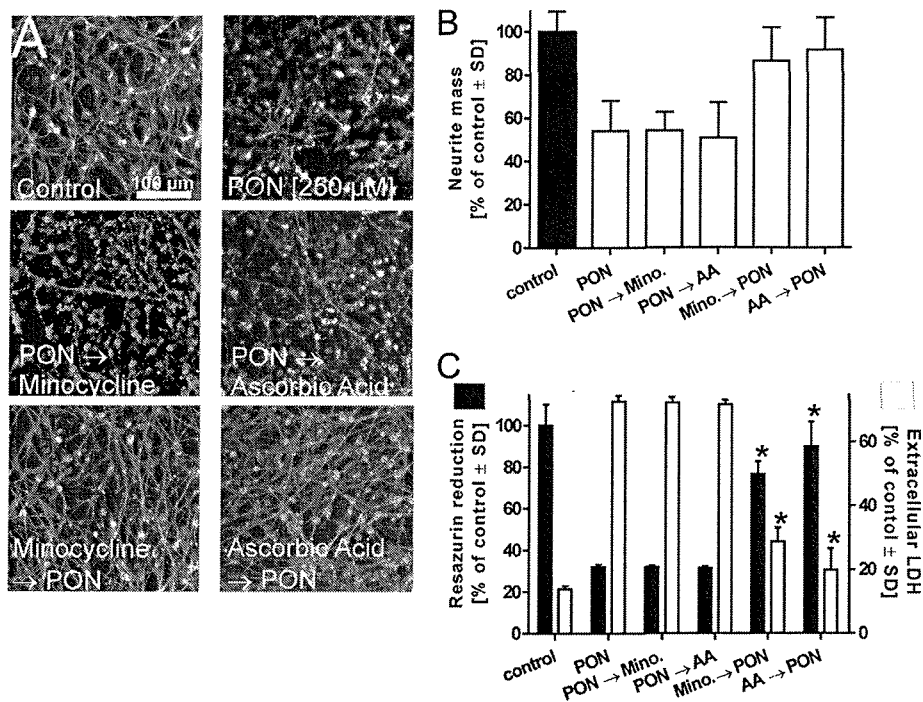 A
Control
100 µm
PON [250 µM]
PON →
Minocycline
PON →
Ascorbic Acid
Minocycline
→ PON
Ascorbic Acid
→ PON
B
Neurite mass
[% of control ± SD]
100
80
60
40
20
0
control
PON
PON → Mino.
PON → AA
Mino. → PON
AA → PON
C
Resazurin reduction
[% of control ± SD]
100
80
60
40
20
0
* * * *
Extracellular LDH
[% of contol ± SD]
60
40
20
0
control
PON
PON → Mino.
PON → AA
Mino. → PON
AA → PON